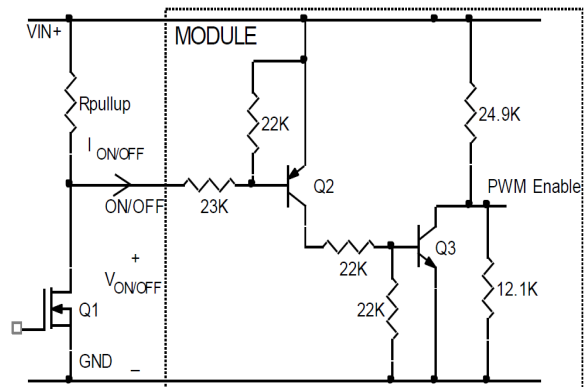 VIN+
MODULE
Rpullup
22K
24.9K
I ON/OFF
ON/OFF
23K
Q2
PWM Enable
Q3
+
V ON/OFF
22K
22K
12.1K
Q1
GND
_